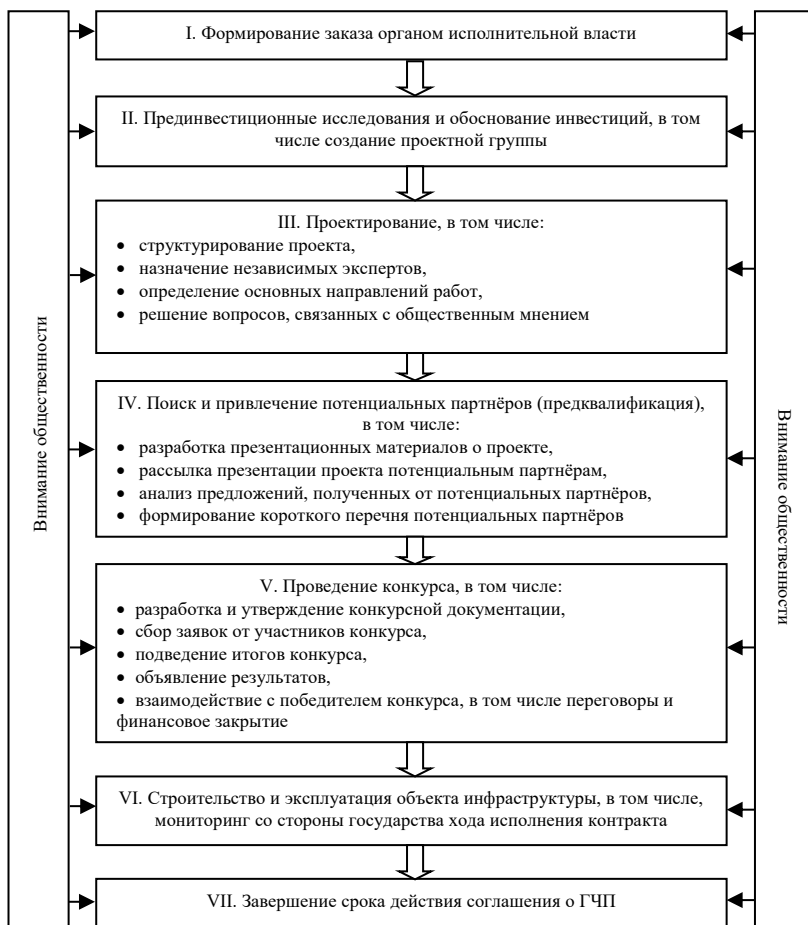 I. Формирование заказа органом исполнительной власти
II. Прединвестиционные исследования и обоснование инвестиций, в том
числе создание проектной группы
III. Проектирование, в том числе:
• структурирование проекта,
• назначение независимых экспертов,
• определение основных направлений работ,
• решение вопросов, связанных с общественным мнением
Внимание общественности
IV. Поиск и привлечение потенциальных партнёров (предквалификация),
в том числе:
• разработка презентационных материалов о проекте,
• рассылка презентации проекта потенциальным партнёрам,
• анализ предложений, полученных от потенциальных партнёров,
• формирование короткого перечня потенциальных партнёров
Внимание общественности
V. Проведение конкурса, в том числе:
• разработка и утверждение конкурсной документации,
• сбор заявок от участников конкурса,
• подведение итогов конкурса,
• объявление результатов,
• взаимодействие с победителем конкурса, в том числе переговоры и
финансовое закрытие
VI. Строительство и эксплуатация объекта инфраструктуры, в том числе,
мониторинг со стороны государства хода исполнения контракта
VII. Завершение срока действия соглашения о ГЧП